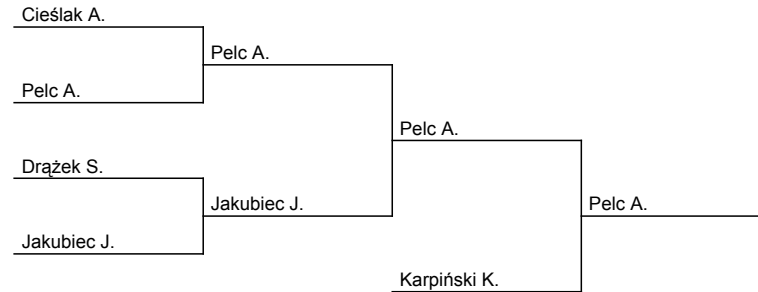 Cieślak A.
Pelc A.
Pelc A.
Pelc A.
Drążek S.
Jakubiec J.
Pelc A.
Jakubiec J.
Karpiński K.